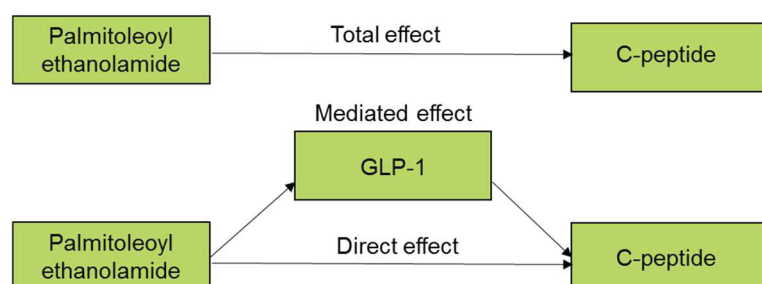 Palmitoleoyl
ethanolamide
Total effect
C-peptide
Mediated effect
GLP-1
Palmitoleoyl
ethanolamide
Direct effect
C-peptide